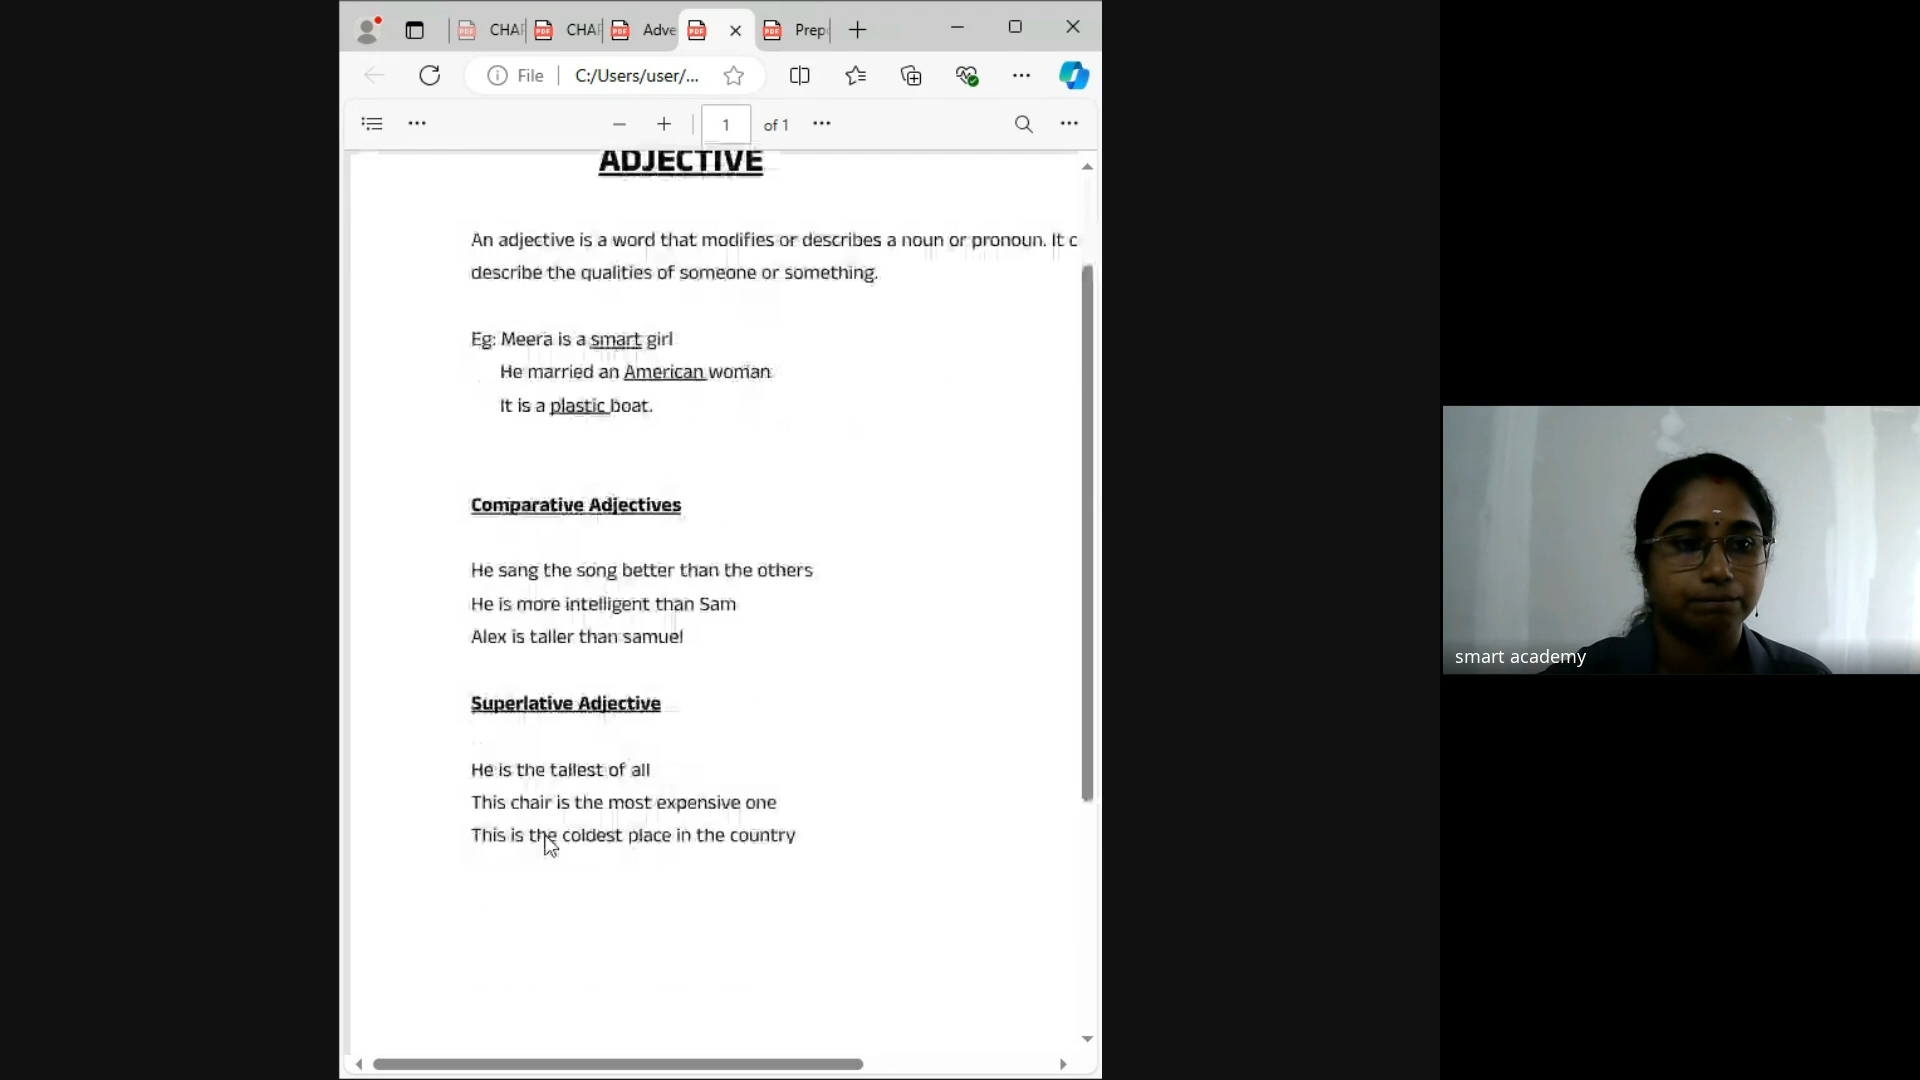 CHA
CHA
Adve
Prep
File
C:/Users/user/...
1
of 1
ADJECTIVE
An adjective is a word that modifies or describes a noun or pronoun. It c
describe the qualities of someone or something.
Eg: Meera is a smart girl
He married an American woman
It is a plastic boat.
Comparative Adjectives
He sang the song better than the others
He is more intelligent than Sam
Alex is taller than samuel
Superlative Adjective
He is the tallest of all
This chair is the most expensive one
This is the coldest place in the country
smart academy